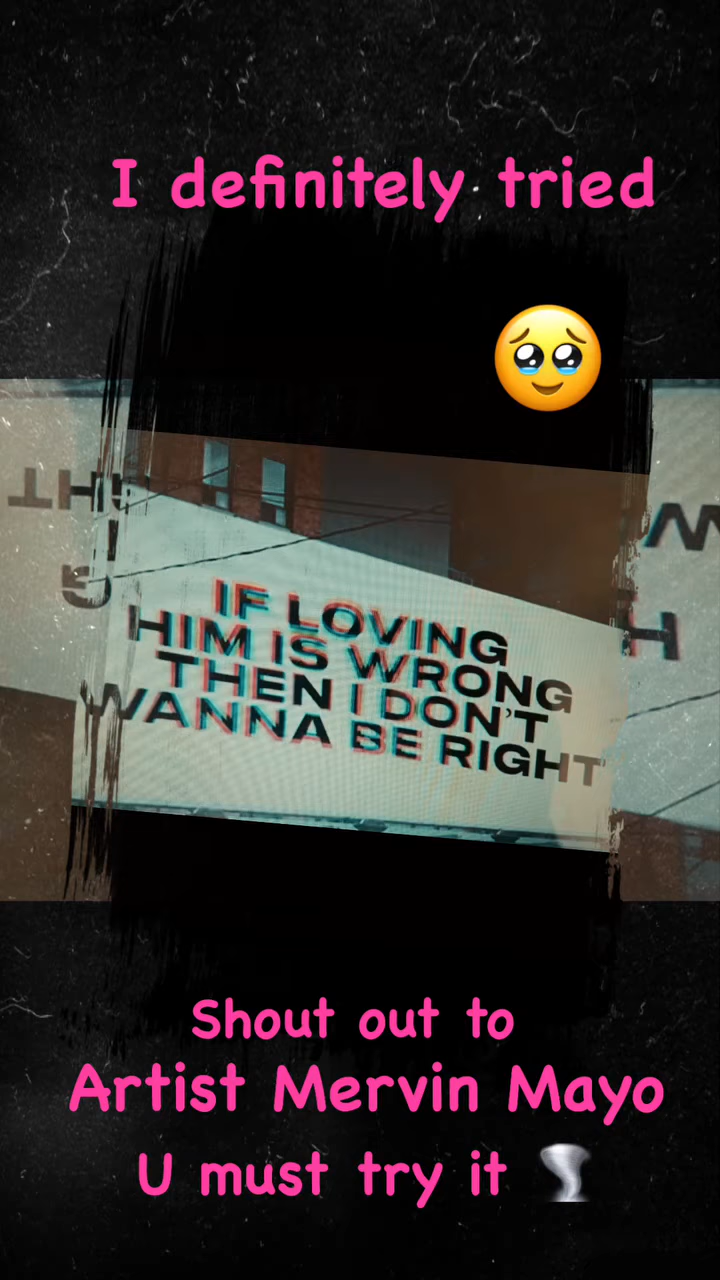 I definitely tried
IF LOVING
HIM IS WRONG
THEN I DON'T
WANNA BE RIGHT
Shout out to
Artist Mervin Mayo
U must try it